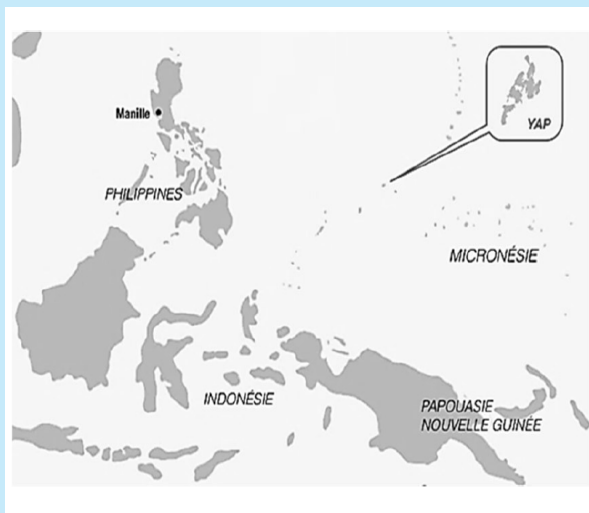 YAP
Manille
PHILIPPINES
MICRONÉSIE
INDONÉSIE
PAPOUASIE
NOUVELLE GUINÉE